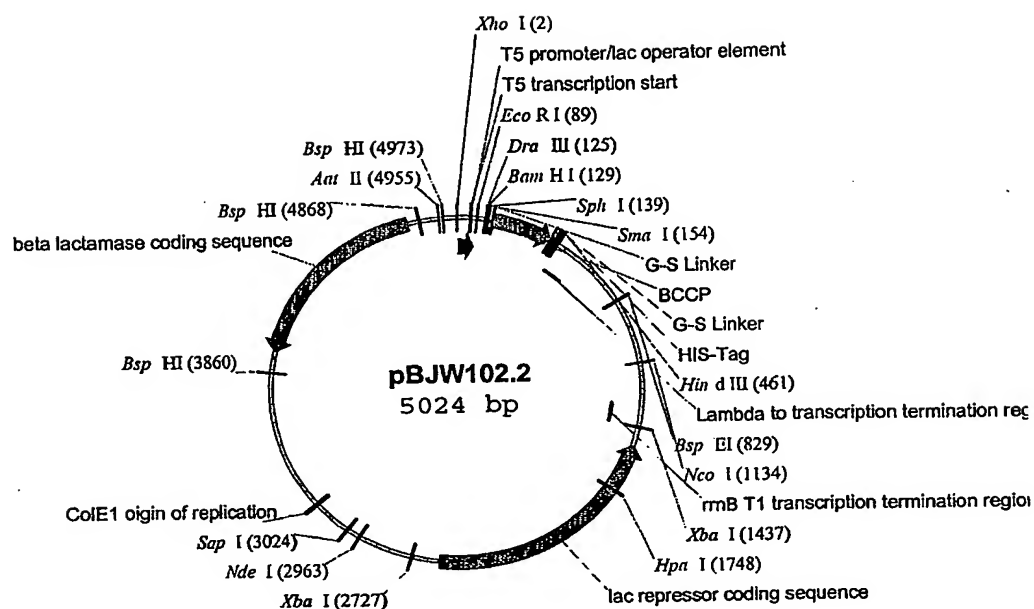 Xho I (2)
T5 promoter/lac operator element
T5 transcription start
Eco R I (89)
Bsp HI (4973)
Dra III (125)
Aat II (4955)
Bam H I (129)
Bsp HI (4868)
Sph I (139)
Sma I (154)
beta lactamase coding sequence
G-S Linker
BCCP
G-S Linker
HIS-Tag
Bsp HI (3860)
pBJW102.2
5024 bp
Hin d III (461)
Lambda to transcription termination reg
Bsp EI (829)
Nco I (1134)
rrnB T1 transcription termination region
ColE1 oigin of replication
Xba I (1437)
Sap I (3024)
Hpa I (1748)
Nde I (2963)
Xba I (2727)
lac repressor coding sequence